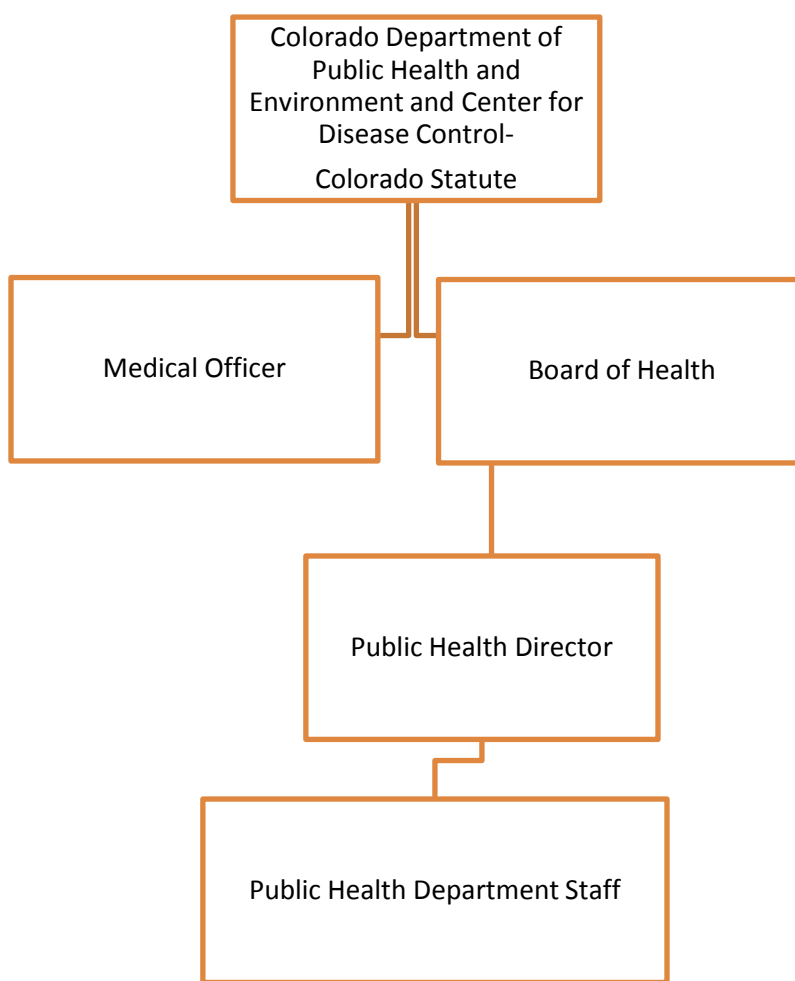 Colorado Department of
Public Health and
Environment and Center for
Disease Control-
Colorado Statute
Medical Officer
Board of Health
Public Health Director
Public Health Department Staff